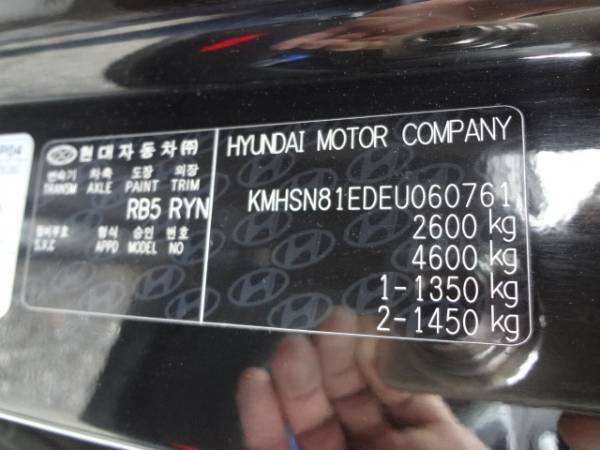 현대자동차㈜
변속기 차축 도장 의장
TRANSM AXLE PAINT TRIM
RB5 RYN
형식 승인 번호
S.V.C APPD MODEL NO
HYUNDAI MOTOR COMPANY
KMHSN81EDEU060761
2600 kg
4600 kg
1-1350 kg
2-1450 kg